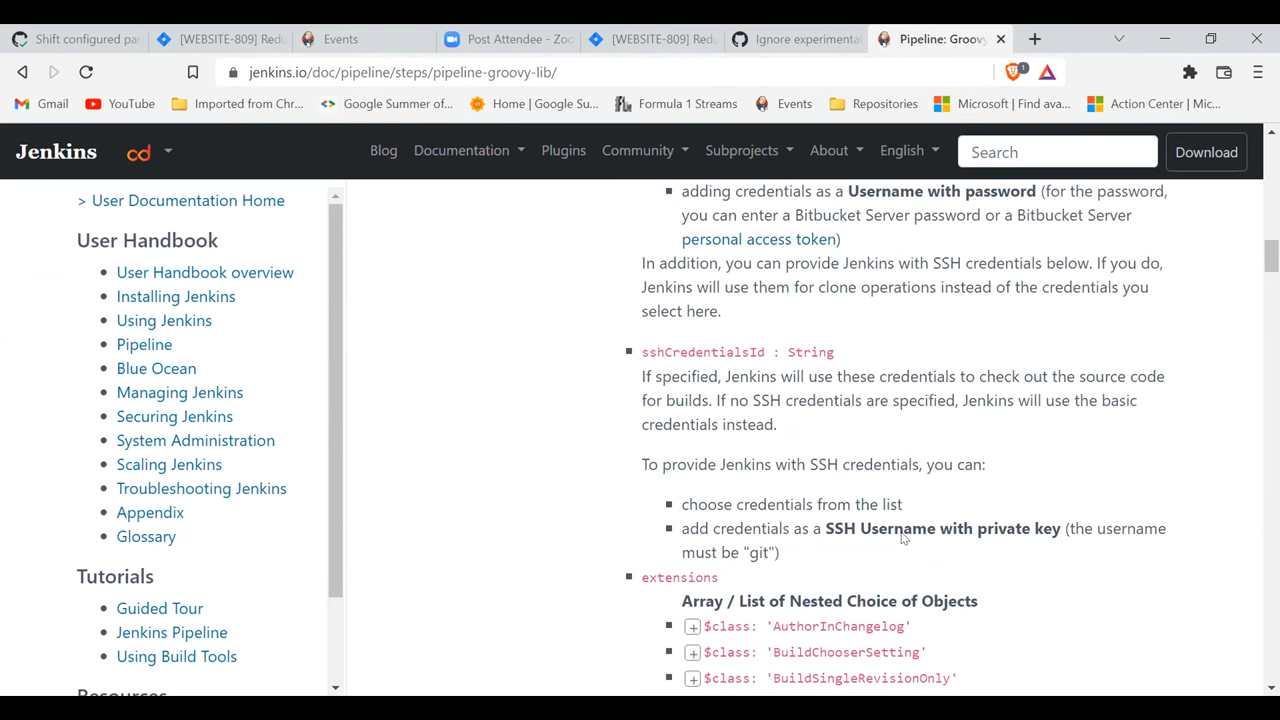 Shift configured par
[WEBSITE-809] Redu
Events
Post Attendee - Zoo
[WEBSITE-809] Redu
Ignore experimenta
Pipeline: Groovy
jenkins.io/doc/pipeline/steps/pipeline-groovy-lib/
1
Gmail
YouTube
Imported from Chr...
Google Summer of...
Home | Google Su...
Formula 1 Streams
Events
Repositories
Microsoft | Find ava...
Action Center | Mic...
Jenkins
cd
Blog
Documentation
Plugins
Community
Subprojects
About
English
Search
Download
> User Documentation Home
User Handbook
User Handbook overview
Installing Jenkins
Using Jenkins
Pipeline
Blue Ocean
Managing Jenkins
Securing Jenkins
System Administration
Scaling Jenkins
Troubleshooting Jenkins
Appendix
Glossary
Tutorials
Guided Tour
Jenkins Pipeline
Using Build Tools
Resources
adding credentials as a Username with password (for the password,
you can enter a Bitbucket Server password or a Bitbucket Server
personal access token)
In addition, you can provide Jenkins with SSH credentials below. If you do,
Jenkins will use them for clone operations instead of the credentials you
select here.
sshCredentialsId : String
If specified, Jenkins will use these credentials to check out the source code
for builds. If no SSH credentials are specified, Jenkins will use the basic
credentials instead.
To provide Jenkins with SSH credentials, you can:
choose credentials from the list
add credentials as a SSH Username with private key (the username
must be "git")
extensions
Array / List of Nested Choice of Objects
+ $class: 'AuthorInChangelog'
+ $class: 'BuildChooserSetting'
+ $class: 'BuildSingleRevisionOnly'